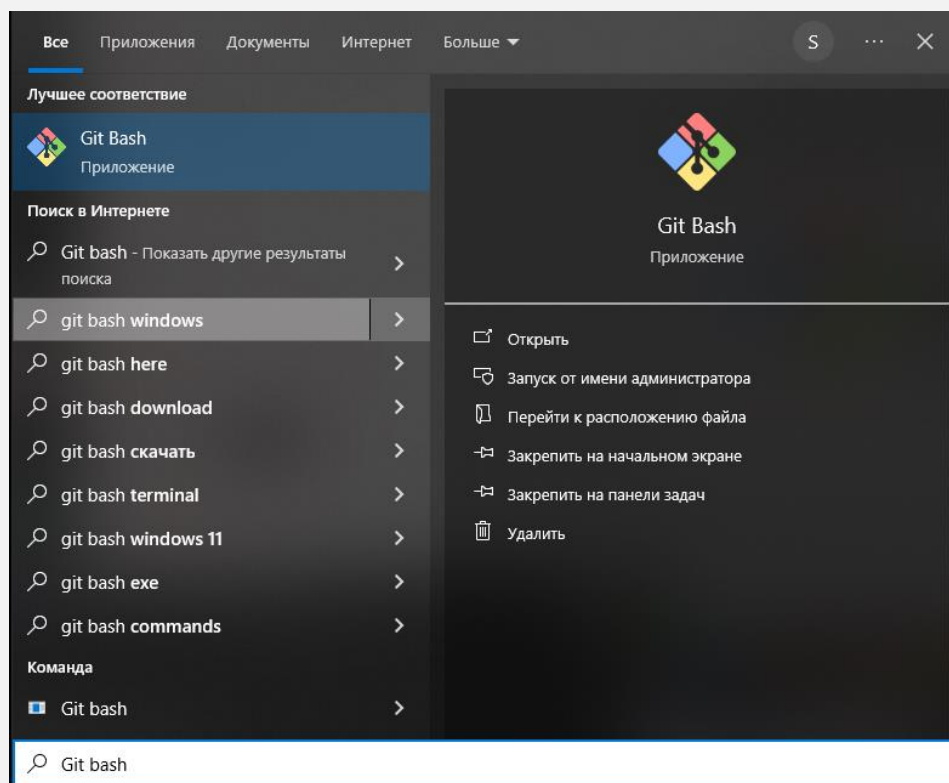 Все Приложения Документы Интернет Больше
S
Лучшее соответствие
Git Bash
Приложение
Поиск в Интернете
Git bash - Показать другие результаты
поиска
git bash windows
git bash here
git bash download
git bash скачать
git bash terminal
git bash windows 11
git bash exe
git bash commands
Команда
Git bash
Git bash
Git Bash
Приложение
Открыть
Запуск от имени администратора
Перейти к расположению файла
Закрепить на начальном экране
Закрепить на панели задач
Удалить